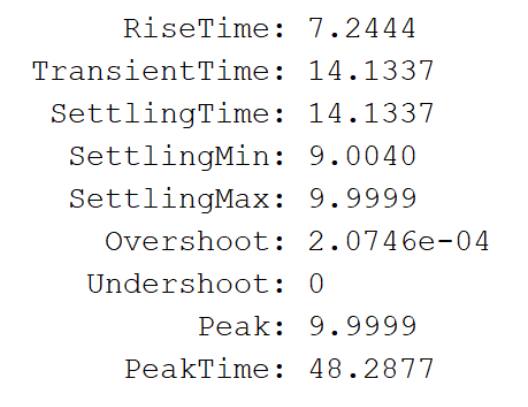 RiseTime: 7.2444
TransientTime: 14.1337
SettlingTime: 14.1337
SettlingMin: 9.0040
SettlingMax: 9.9999
Overshoot: 2.0746e-04
Undershoot: 0
Peak: 9.9999
PeakTime: 48.2877